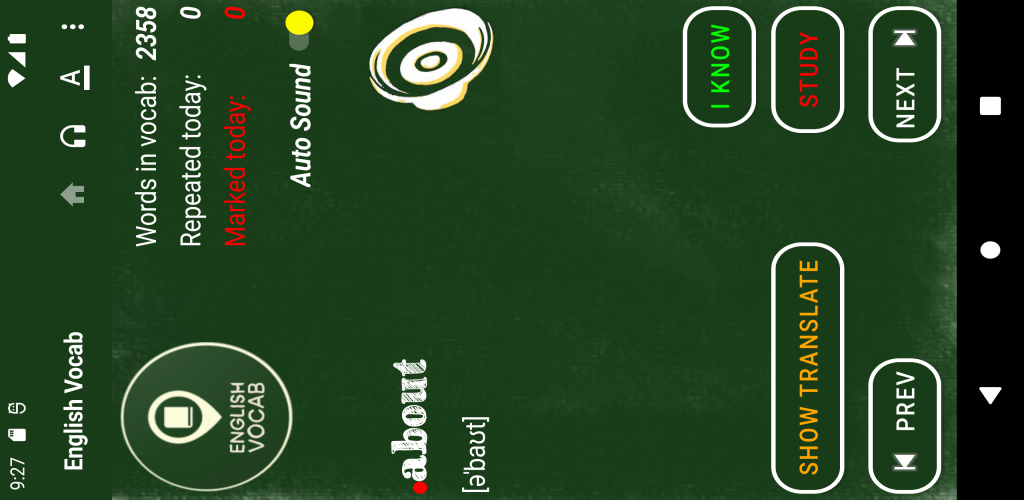 9:27
English Vocab
A
ENGLISH
VOCAB
Words in vocab: 2358
Repeated today: 0
Marked today: 0
Auto Sound
about
[ə'baʊt]
I KNOW
SHOW TRANSLATE
STUDY
PREV
NEXT